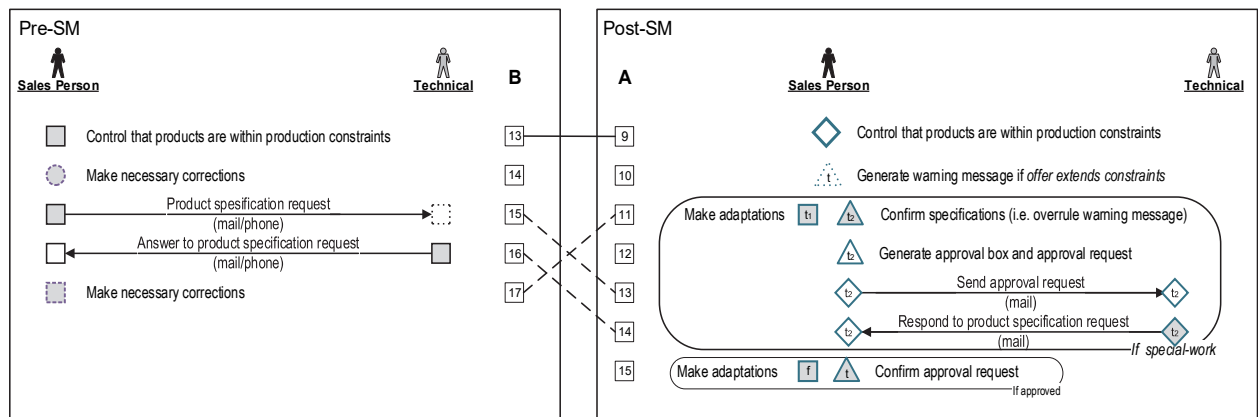 Pre-SM
Sales Person
Technical
B
Control that products are within production constraints
13
Make necessary corrections
14
Product spesification request
(mail/phone)
15
Answer to product specification request
(mail/phone)
16
Make necessary corrections
17
Post-SM
A
Sales Person
Technical
9
Control that products are within production constraints
10
t
Generate warning message if offer extends constraints
11
Make adaptations t1 t2 Confirm specifications (i.e. overrule warning message)
12
t2 Generate approval box and approval request
13
t2
Send approval request
(mail)
t2
14
t2
Respond to product specification request
(mail)
t2
If special-work
15
Make adaptations f t Confirm approval request
If approved